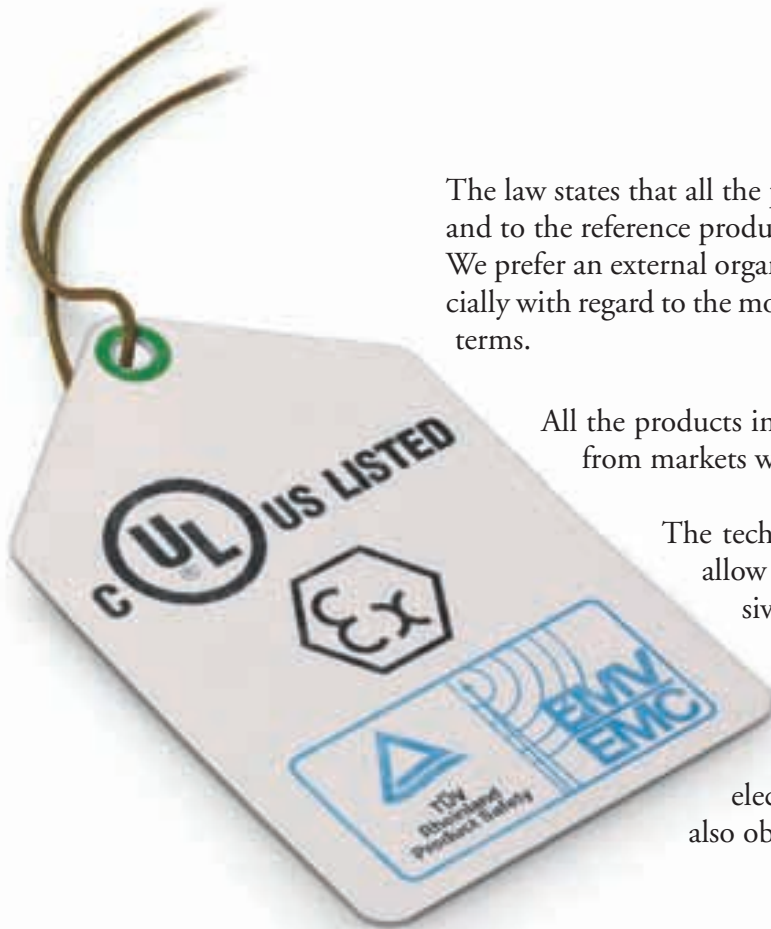 The law states that all the
and to the reference produ
We prefer an external organ
cially with regard to the mo
terms.
All the products in
from markets w
The tech
allow
siv
elec
also ob
C UL® US LISTED
Ex
EMV
EMC
TÜV
Rheinland
Product Safety